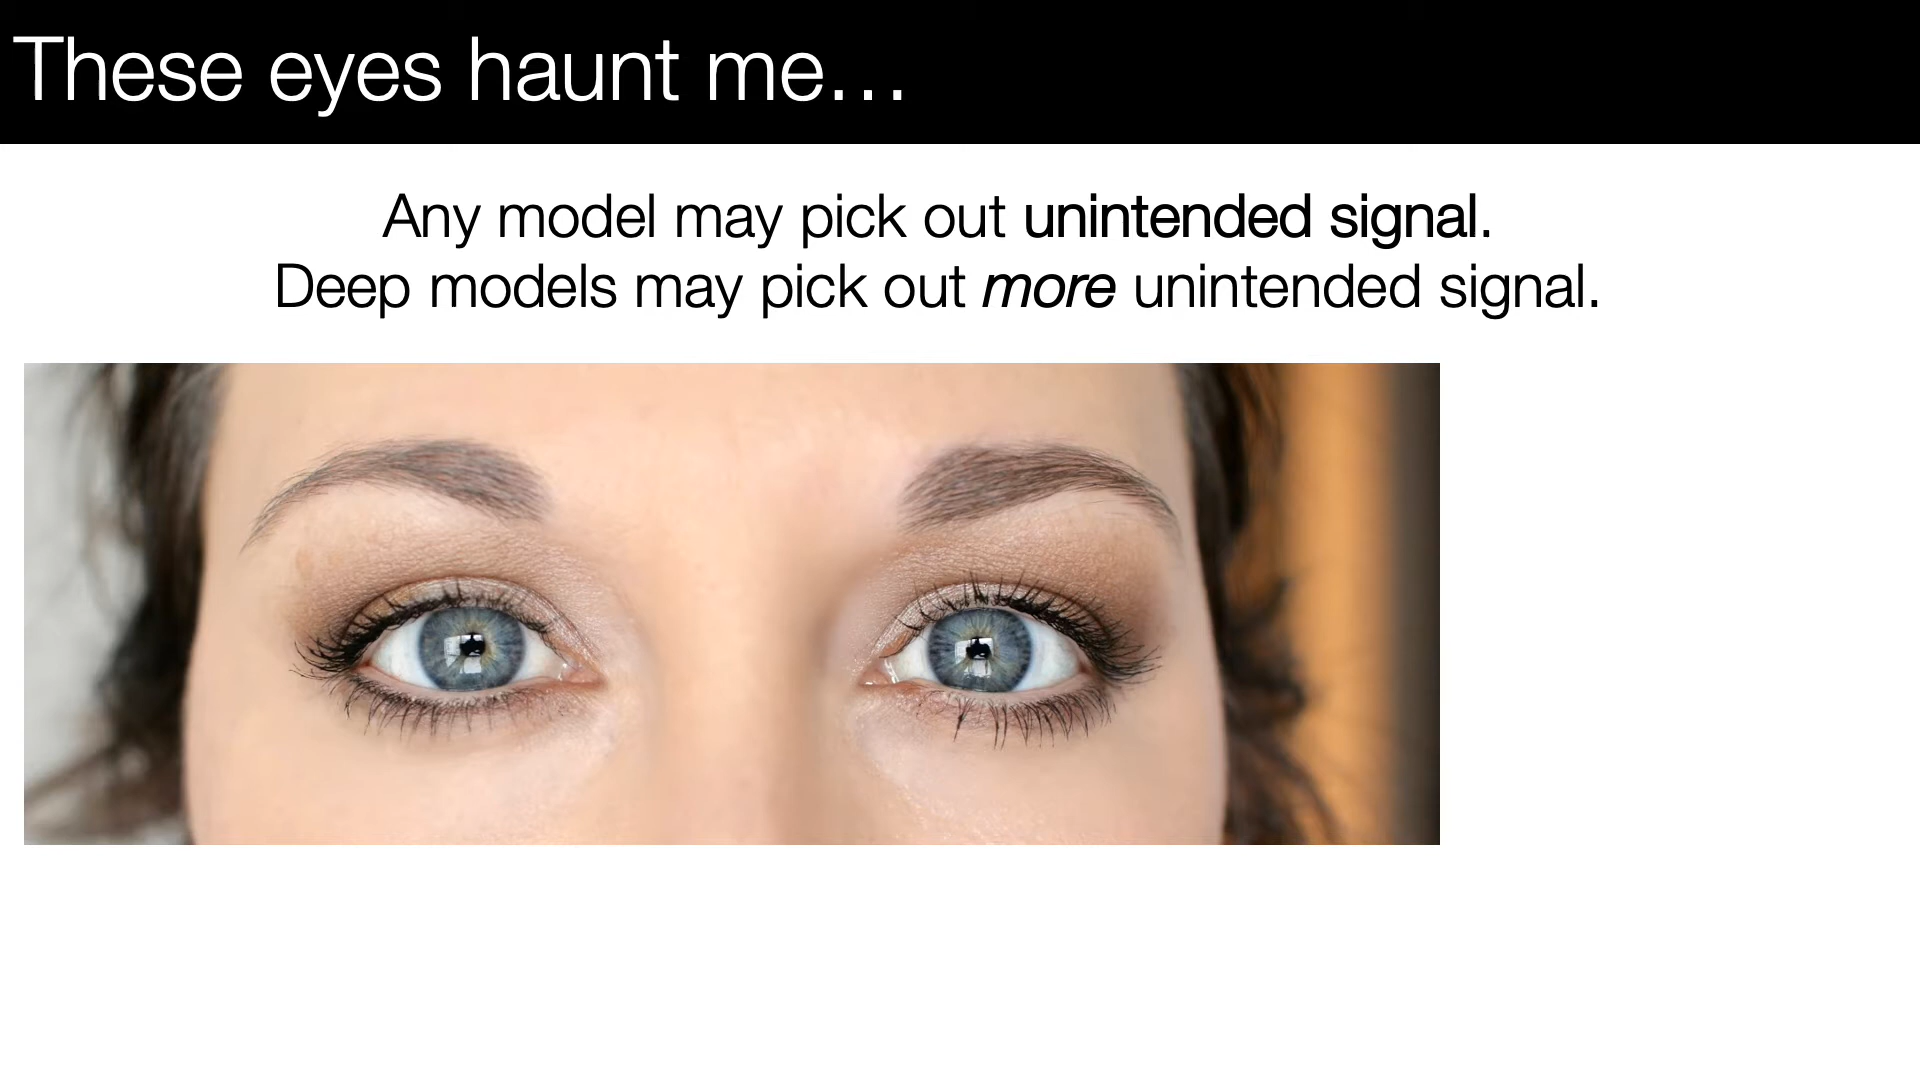 These eyes haunt me…
Any model may pick out unintended signal.
Deep models may pick out more unintended signal.